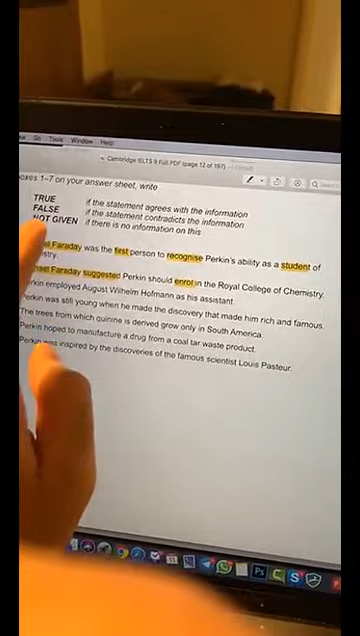 Go Tools Window Help
Cambridge IELTS 9 Full.PDF (page 12 of 197)
Search
oxes 1–7 on your answer sheet, write
TRUE if the statement agrees with the information
FALSE if the statement contradicts the information
NOT GIVEN if there is no information on this
Faraday was the first person to recognise Perkin's ability as a student of
stry.
hael Faraday suggested Perkin should enrol in the Royal College of Chemistry.
rkin employed August Wilhelm Hofmann as his assistant.
Perkin was still young when he made the discovery that made him rich and famous.
The trees from which quinine is derived grow only in South America.
Perkin hoped to manufacture a drug from a coal tar waste product.
Perkin was inspired by the discoveries of the famous scientist Louis Pasteur.
Ps
S